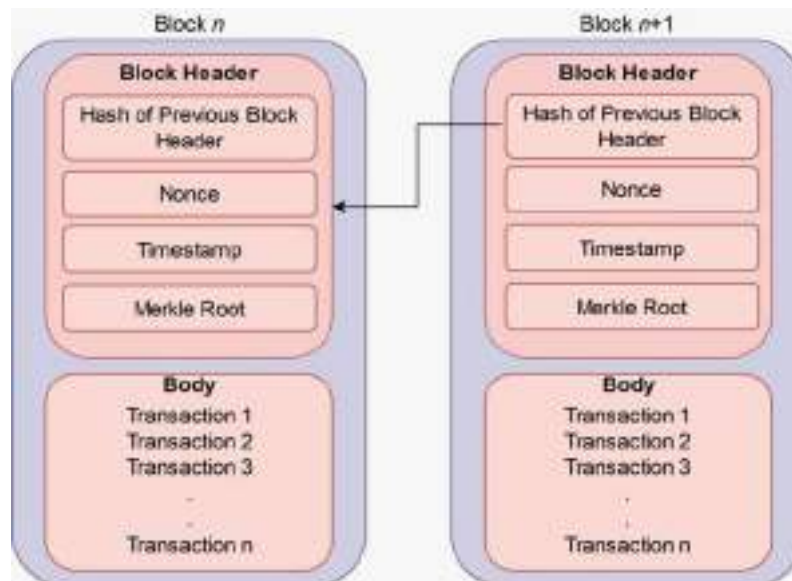 Block n
Block Header
Hash of Previous Block
Header
Nonce
Timestamp
Merkle Root
Body
Transaction 1
Transaction 2
Transaction 3
.
.
Transaction n
Block n+1
Block Header
Hash of Previous Block
Header
Nonce
Timestamp
Merkle Root
Body
Transaction 1
Transaction 2
Transaction 3
.
.
Transaction n